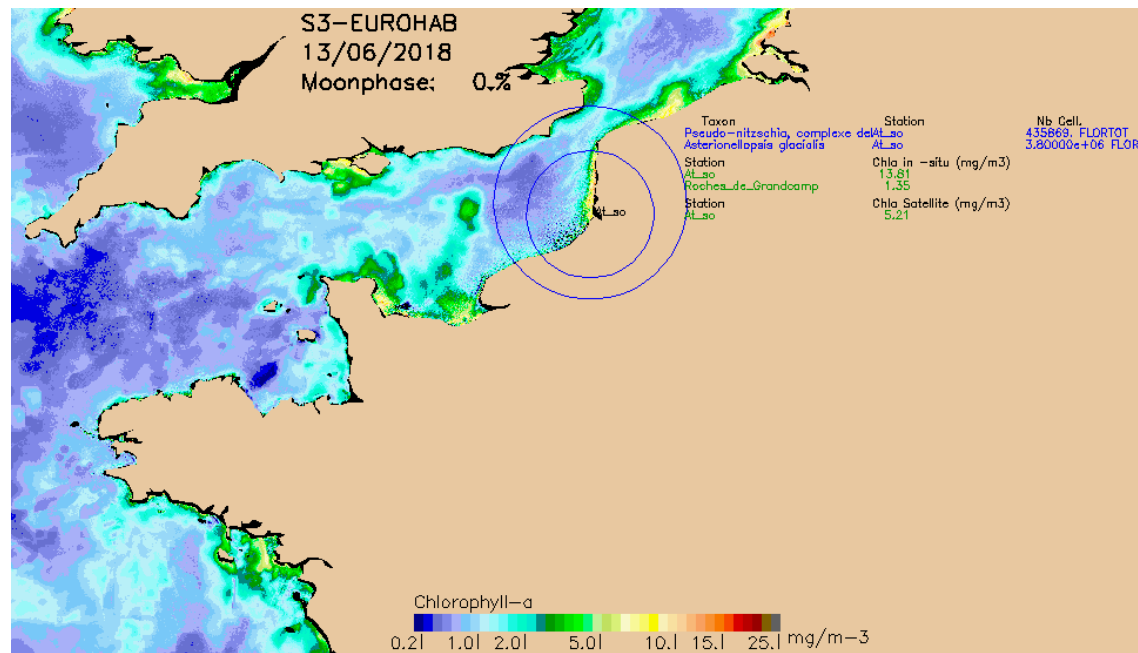 S3-EUROHAB
13/06/2018
Moonphase: 0.%
Taxon Station Nb Cell.
Pseudo-nitzschia, complexe del At_so 435869. FLORTOT
Asterionellopsis glacialis At_so 3.80000e+06 FLOR
Station Chla in -situ (mg/m3)
At_so 13.81
Roches_de_Grandcamp 1.35
Station Chla Satellite (mg/m3)
At_so 5.21
At_so
Chlorophyll-a
0.2 1.0 2.0 5.0 10. 15. 25. mg/m-3